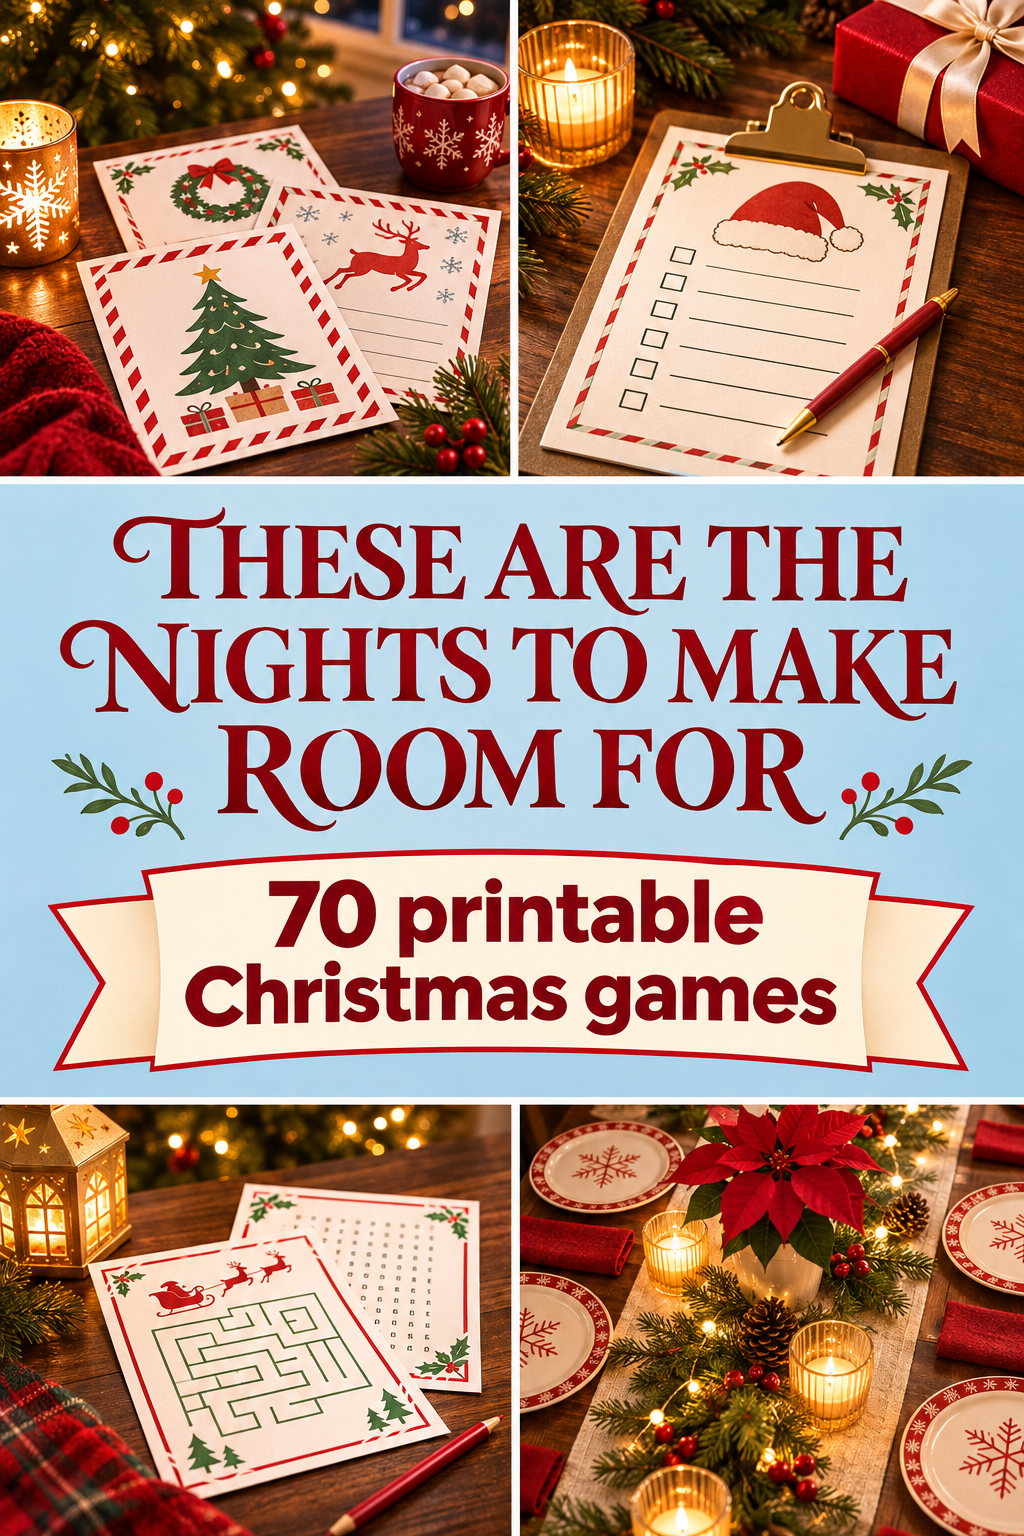 These are the
Nights to Make
Room for
70 printable
Christmas games